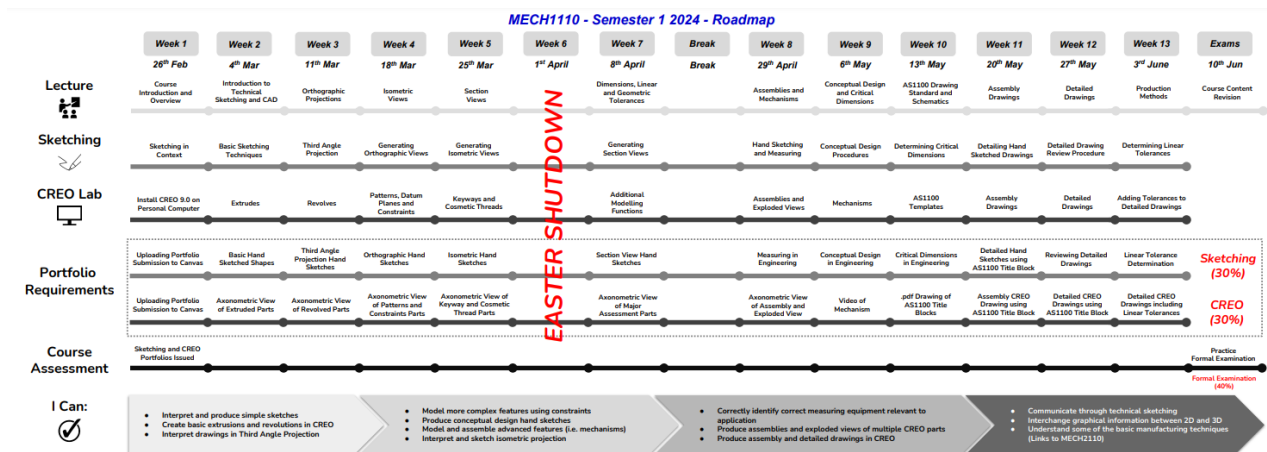 MECH1110 - Semester 1 2024 - Roadmap
Week 1
Week 2
Week 3
Week 4
Week 5
Week 6
Week 7
Break
Week 8
Week 9
Week 10
Week 11
Week 12
Week 13
Exams
26th Feb
4th Mar
11th Mar
18th Mar
25th Mar
1st April
8th April
Break
29th April
6th May
13th May
20th May
27th May
3rd June
10th Jun
EASTER SHUTDOWN
Lecture
Course
Introduction and
Overview
Introduction to
Technical
Sketching and CAD
Orthographic
Projections
Isometric
Views
Section
Views
Dimensions, Linear
and Geometric
Tolerances
Assemblies and
Mechanisms
Conceptual Design
and Critical
Dimensions
AS1100 Drawing
Standard and
Schematics
Assembly
Drawings
Detailed
Drawings
Production
Methods
Course Content
Revision
Sketching
Sketching in
Context
Basic Sketching
Techniques
Third Angle
Projection
Generating
Orthographic Views
Generating
Isometric Views
Generating
Section Views
Hand Sketching
and Measuring
Conceptual Design
Procedures
Determining Critical
Dimensions
Detailing Hand
Sketched Drawings
Detailed Drawing
Review Procedure
Determining Linear
Tolerances
CREO Lab
Install CREO 9.0 on
Personal Computer
Extrudes
Revolves
Patterns, Datum
Planes and
Constraints
Keyways and
Cosmetic Threads
Additional
Modelling
Functions
Assemblies and
Exploded Views
Mechanisms
AS1100
Templates
Assembly
Drawings
Detailed
Drawings
Adding Tolerances to
Detailed Drawings
Portfolio
Requirements
Uploading Portfolio
Submission to Canvas
Basic Hand
Sketched Shapes
Third Angle
Projection Hand
Sketches
Orthographic Hand
Sketches
Isometric Hand
Sketches
Section View Hand
Sketches
Measuring in
Engineering
Conceptual Design
in Engineering
Critical Dimensions
in Engineering
Detailed Hand
Sketches using
AS1100 Title Block
Reviewing Detailed
Drawings
Linear Tolerance
Determination
Sketching
(30%)
Uploading Portfolio
Submission to Canvas
Axonometric View
of Extruded Parts
Axonometric View
of Revolved Parts
Axonometric View
of Patterns and
Constraints Parts
Axonometric View of
Keyway and Cosmetic
Thread Parts
Axonometric View
of Major
Assessment Parts
Axonometric View
of Assembly and
Exploded View
Video of
Mechanism
.pdf Drawing of
AS1100 Title
Blocks
Assembly CREO
Drawing using
AS1100 Title Block
Detailed CREO
Drawings using
AS1100 Title Block
Detailed CREO
Drawings including
Linear Tolerances
CREO
(30%)
Course
Assessment
Sketching and CREO
Portfolios Issued
Practice
Formal Examination
Formal Examination
(40%)
I Can:
• Interpret and produce simple sketches
• Create basic extrusions and revolutions in CREO
• Interpret drawings in Third Angle Projection
• Model more complex features using constraints
• Produce conceptual design hand sketches
• Model and assemble advanced features (i.e. mechanisms)
• Interpret and sketch isometric projection
• Correctly identify correct measuring equipment relevant to
application
• Produce assemblies and exploded views of multiple CREO parts
• Produce assembly and detailed drawings in CREO
• Communicate through technical sketching
• Interchange graphical information between 2D and 3D
• Understand some of the basic manufacturing techniques
(Links to MECH2110)